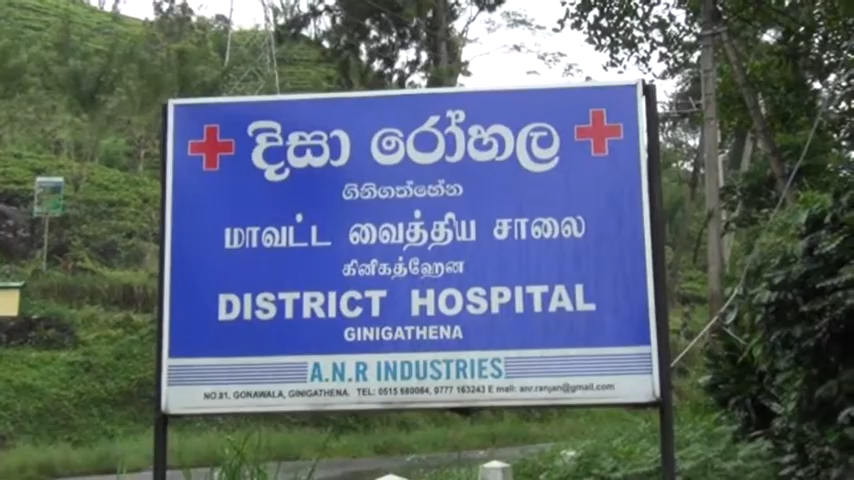 දිසා රෝහල
ගිනිගත්හේන
மாவட்ட வைத்திய சாலை
கினிகத்ஹேன
DISTRICT HOSPITAL
GINIGATHENA
A.N.R INDUSTRIES
NO.81, GONAWALA, GINIGATHENA. TEL: 0515 680084, 0777 163243 E mail: anr.ranjan@gmail.com